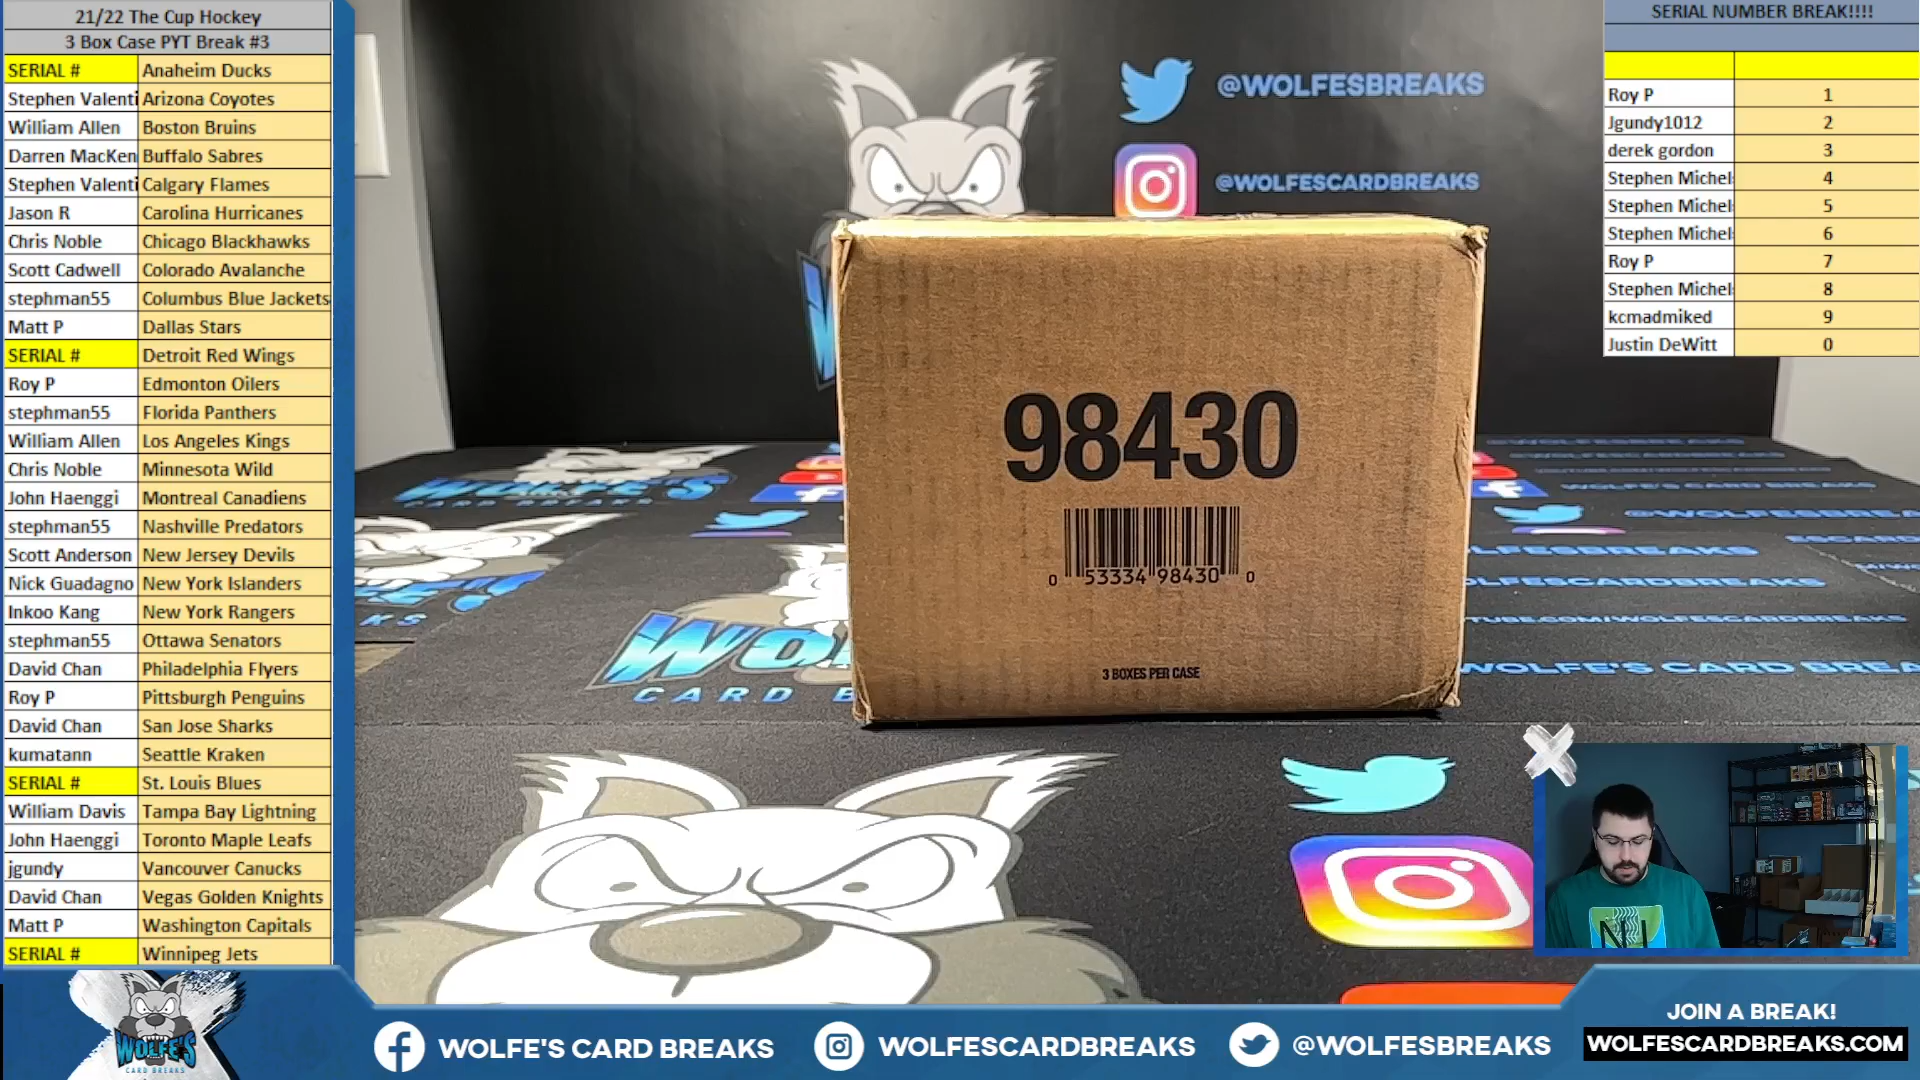 21/22 The Cup Hockey
3 Box Case PYT Break #3
SERIAL # Anaheim Ducks
Stephen Valenti Arizona Coyotes
William Allen Boston Bruins
Darren MacKen Buffalo Sabres
Stephen Valenti Calgary Flames
Jason R Carolina Hurricanes
Chris Noble Chicago Blackhawks
Scott Cadwell Colorado Avalanche
stephman55 Columbus Blue Jackets
Matt P Dallas Stars
SERIAL # Detroit Red Wings
Roy P Edmonton Oilers
stephman55 Florida Panthers
William Allen Los Angeles Kings
Chris Noble Minnesota Wild
John Haenggi Montreal Canadiens
stephman55 Nashville Predators
Scott Anderson New Jersey Devils
Nick Guadagno New York Islanders
Inkoo Kang New York Rangers
stephman55 Ottawa Senators
David Chan Philadelphia Flyers
Roy P Pittsburgh Penguins
David Chan San Jose Sharks
kumatann Seattle Kraken
SERIAL # St. Louis Blues
William Davis Tampa Bay Lightning
John Haenggi Toronto Maple Leafs
jgundy Vancouver Canucks
David Chan Vegas Golden Knights
Matt P Washington Capitals
SERIAL # Winnipeg Jets
@WOLFESBREAKS
@WOLFESCARDBREAKS
98430
0 53334 98430 0
3 BOXES PER CASE
SERIAL NUMBER BREAK!!!!
Roy P 1
Jgundy1012 2
derek gordon 3
Stephen Michel 4
Stephen Michel 5
Stephen Michel 6
Roy P 7
Stephen Michel 8
kcmadmiked 9
Justin DeWitt 0
WOLFE'S CARD BREAKS
WOLFE'S
CARD BREAKS
WOLFE'S CARD BREAKS
WOLFESCARDBREAKS
@WOLFESBREAKS
JOIN A BREAK!
WOLFESCARDBREAKS.COM